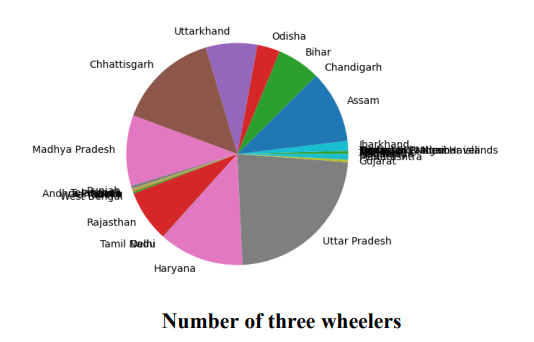 Uttarkhand
Odisha
Bihar
Chandigarh
Chhattisgarh
Assam
Jharkhand
Maharashtra
Gujarat
Madhya Pradesh
Punjab
West Bengal
Rajasthan
Uttar Pradesh
Tamil Nadu
Delhi
Haryana
Number of three wheelers